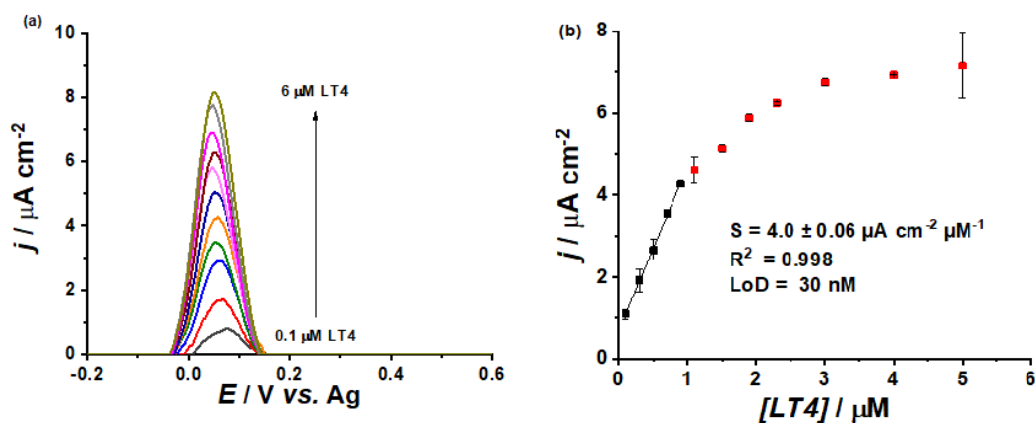 (a)
10
8
6
4
2
0
j / µA cm-2
6 µM LT4
0.1 µM LT4
-0.2
0.0
0.2
0.4
0.6
E / V vs. Ag
(b)
8
6
4
2
0
j / µA cm-2
S = 4.0 ± 0.06 µA cm-2 µM-1
R2 = 0.998
LoD = 30 nM
0
1
2
3
4
5
6
[LT4] / µM